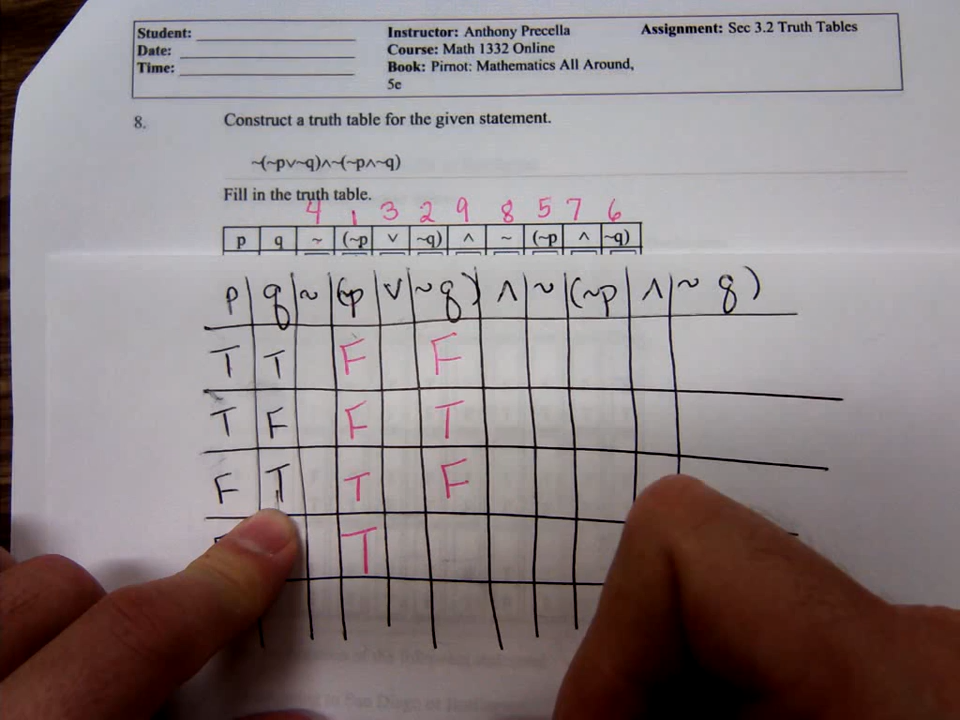 Student: Instructor: Anthony Precella Assignment: Sec 3.2 Truth Tables
Date: Course: Math 1332 Online
Time: Book: Pirnot: Mathematics All Around,
5e
8. Construct a truth table for the given statement.
~(~p∨~q)∧~(~p∧~q)
Fill in the truth table.
4 1 3 2 9 8 5 7 6
p q ~ (~p ∨ ~q) ∧ ~ (~p ∧ ~q)
P q ~ (~p ∨ ~q) ∧ ~ (~p ∧ ~q)
T T F F
T F F T
F T T F
T